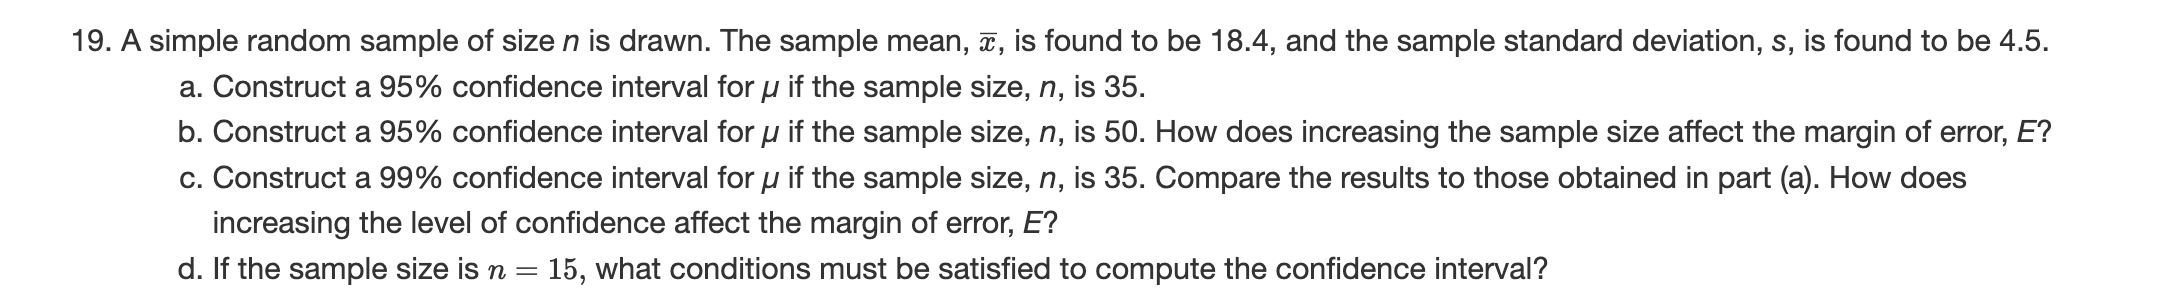 19. A simple random sample of size n is drawn. The sample mean, x̅, is found to be 18.4, and the sample standard deviation, s, is found to be 4.5.
a. Construct a 95% confidence interval for μ if the sample size, n, is 35.
b. Construct a 95% confidence interval for μ if the sample size, n, is 50. How does increasing the sample size affect the margin of error, E?
c. Construct a 99% confidence interval for μ if the sample size, n, is 35. Compare the results to those obtained in part (a). How does
increasing the level of confidence affect the margin of error, E?
d. If the sample size is n = 15, what conditions must be satisfied to compute the confidence interval?